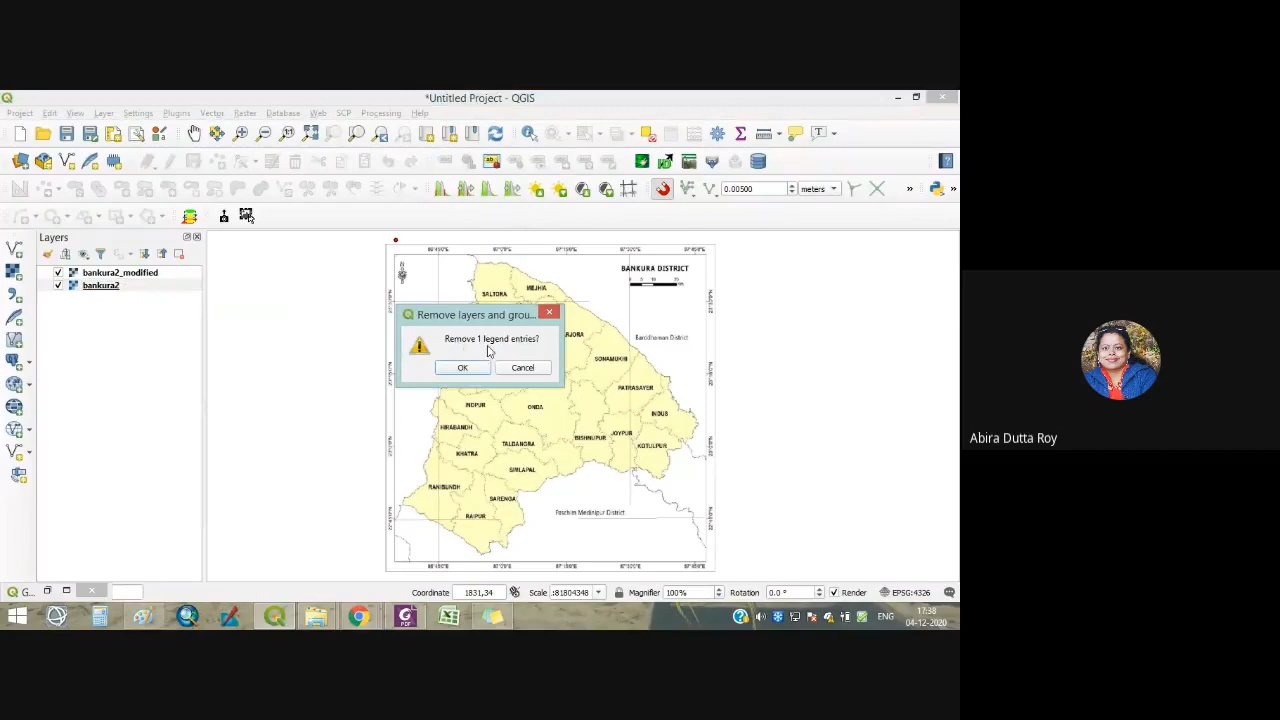 *Untitled Project - QGIS
Project Edit View Layer Settings Plugins Vector Raster Database Web SCP Processing Help
0.00500 meters
Layers
bankura2_modified
bankura2
BANKURA DISTRICT
SALTORA
MEJHIA
Remove layers and grou...
Remove 1 legend entries?
OK
Cancel
Barddhaman District
SONAMUKHI
PATRASAYER
INDPUR
ONDA
INDUS
HIRABANDH
BISHNUPUR
JOYPUR
KOTULPUR
TALDANGRA
KHATRA
SIMLAPAL
RANIBUNDH
SARENGA
RAIPUR
Paschim Medinipur District
G...
Coordinate 1831,34 Scale :81804348 Magnifier 100% Rotation 0.0 ° Render EPSG:4326
ENG
17:38
04-12-2020
Abira Dutta Roy